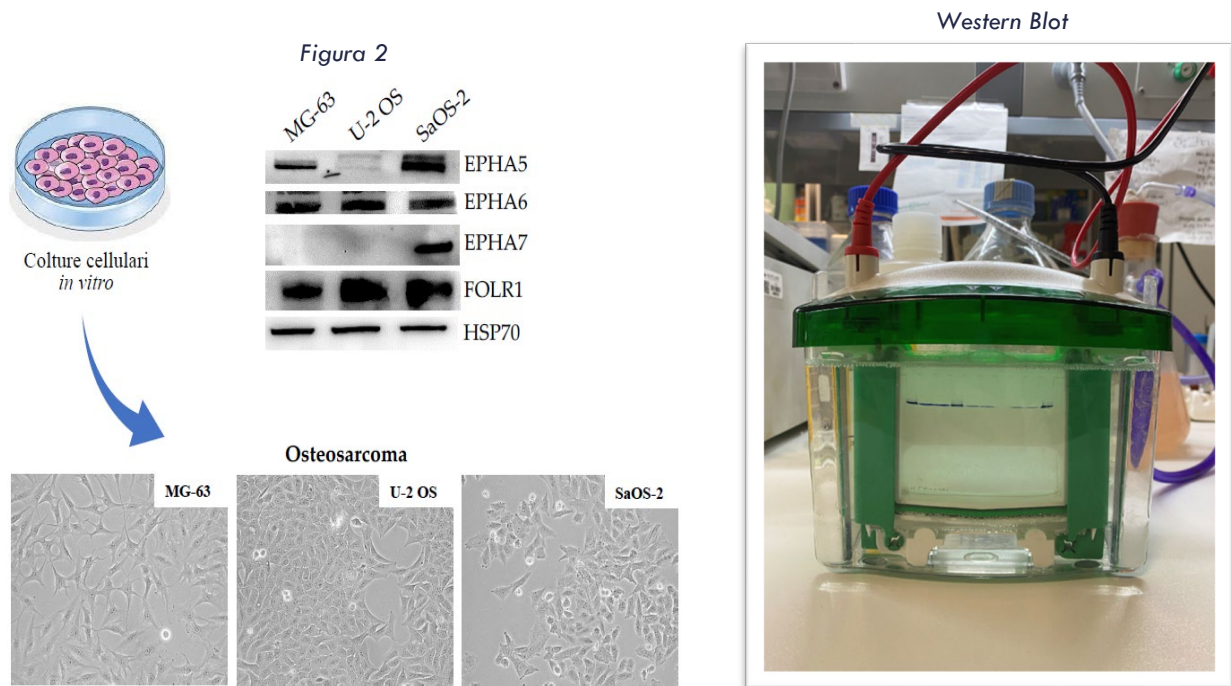 Figura 2
Western Blot
MG-63
U-2 OS
SaOS-2
EPHA5
EPHA6
EPHA7
FOLR1
HSP70
Colture cellulari
in vitro
Osteosarcoma
MG-63
U-2 OS
SaOS-2